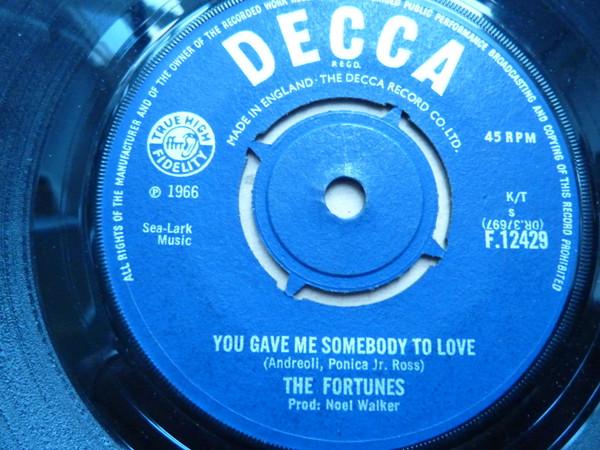 ALL RIGHTS OF THE MANUFACTURER AND OF THE OWNER OF THE RECORDED WORK PUBLIC PERFORMANCE BROADCASTING AND COPYING OF THIS RECORD PROHIBITED
DECCA
REGD.
MADE IN ENGLAND · THE DECCA RECORD CO. LTD.
TRUE HIGH
ffrr
FIDELITY
45 RPM
℗ 1966
K/T
S
(DR.37697)
F.12429
Sea-Lark
Music
YOU GAVE ME SOMEBODY TO LOVE
(Andreoli, Ponica Jr. Ross)
THE FORTUNES
Prod: Noel Walker